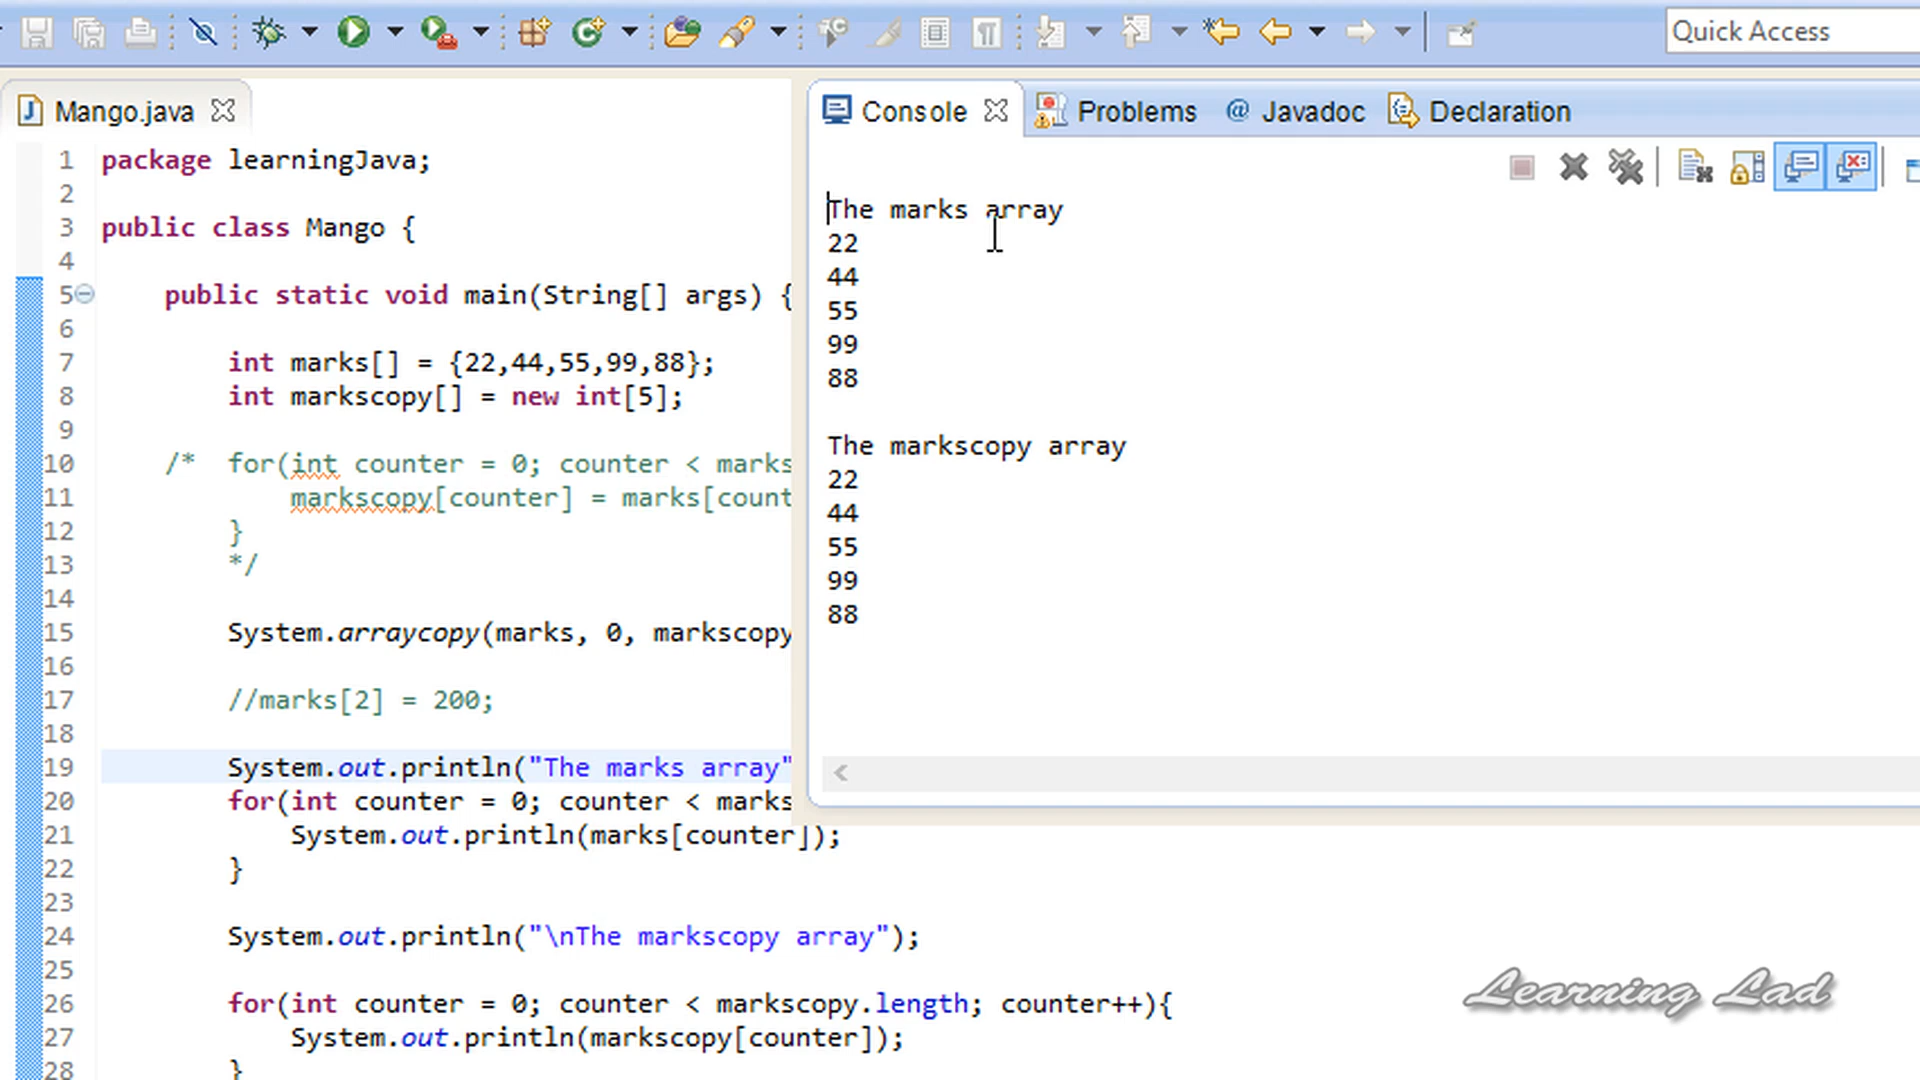 Quick Access
Mango.java
1 package learningJava;
2
3 public class Mango {
4
5 public static void main(String[] args) {
6
7 int marks[] = {22,44,55,99,88};
8 int markscopy[] = new int[5];
9
10 /* for(int counter = 0; counter < marks
11 markscopy[counter] = marks[count
12 }
13 */
14
15 System.arraycopy(marks, 0, markscopy
16
17 //marks[2] = 200;
18
19 System.out.println("The marks array"
20 for(int counter = 0; counter < marks
21 System.out.println(marks[counter]);
22 }
23
24 System.out.println("\nThe markscopy array");
25
26 for(int counter = 0; counter < markscopy.length; counter++){
27 System.out.println(markscopy[counter]);
28 }
Console Problems @ Javadoc Declaration
The marks array
22
44
55
99
88
The markscopy array
22
44
55
99
88
Learning Lad